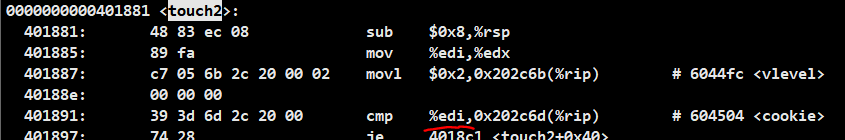 0000000000401881 <touch2>:
401881: 48 83 ec 08 sub $0x8,%rsp
401885: 89 fa mov %edi,%edx
401887: c7 05 6b 2c 20 00 02 movl $0x2,0x202c6b(%rip) # 6044fc <vlevel>
40188e: 00 00 00
401891: 39 3d 6d 2c 20 00 cmp %edi,0x202c6d(%rip) # 604504 <cookie>
401897: 74 28 je 4018c1 <touch2+0x40>